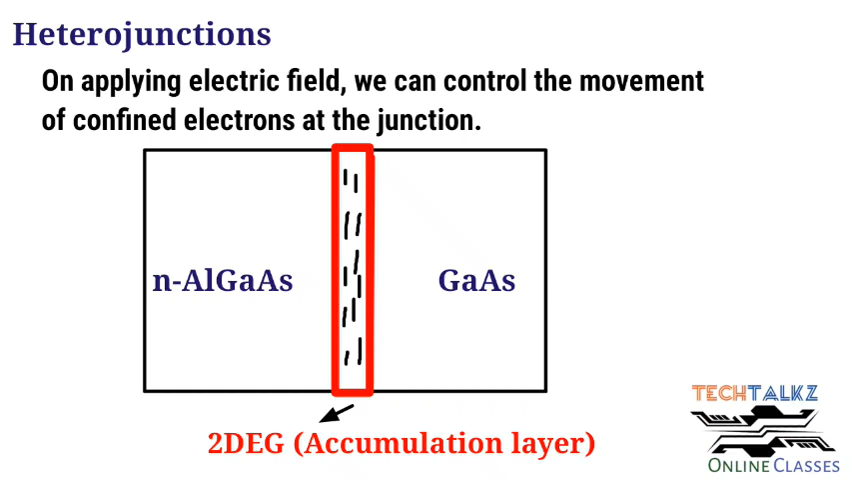 Heterojunctions
On applying electric field, we can control the movement
of confined electrons at the junction.
n-AlGaAs
GaAs
2DEG (Accumulation layer)
TECHTALKZ
ONLINE CLASSES